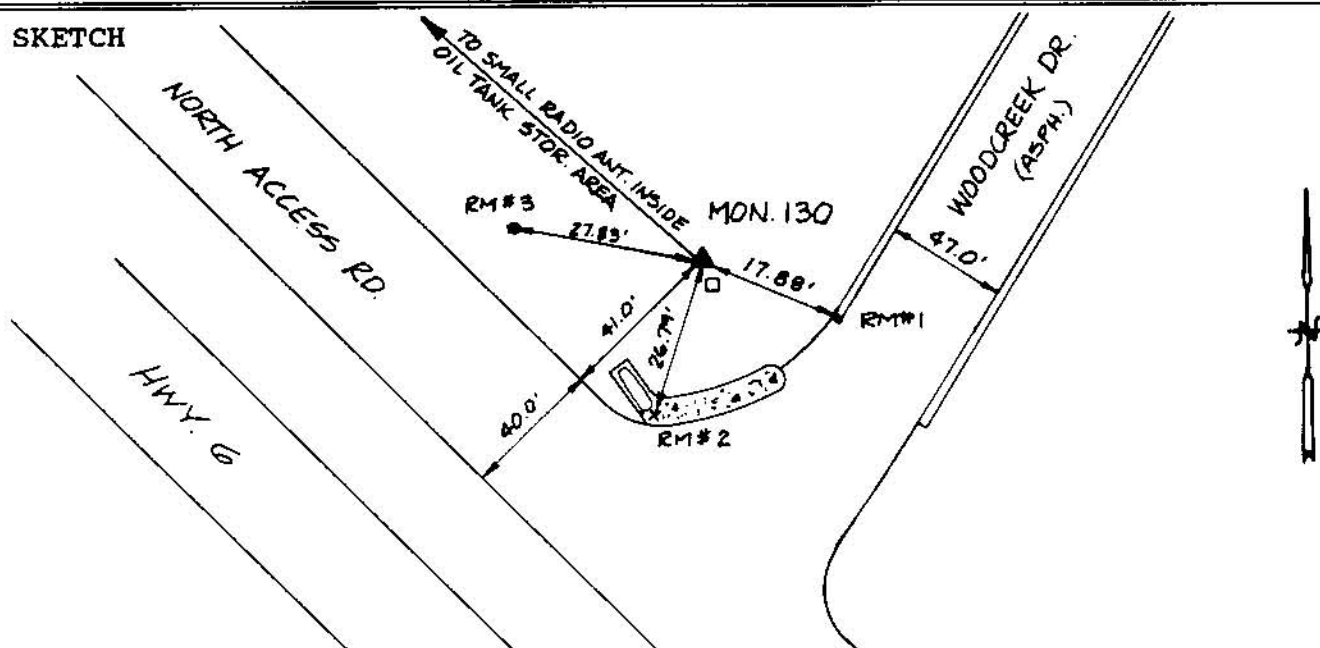 SKETCH
TO SMALL RADIO ANT. INSIDE
OIL TANK STOR. AREA
NORTH ACCESS RD.
WOODCREEK DR.
(ASPH.)
RM #3
MON. 130
27.83'
17.88'
47.0'
RM#1
41.0'
26.79'
HWY. 6
40.0'
RM #2